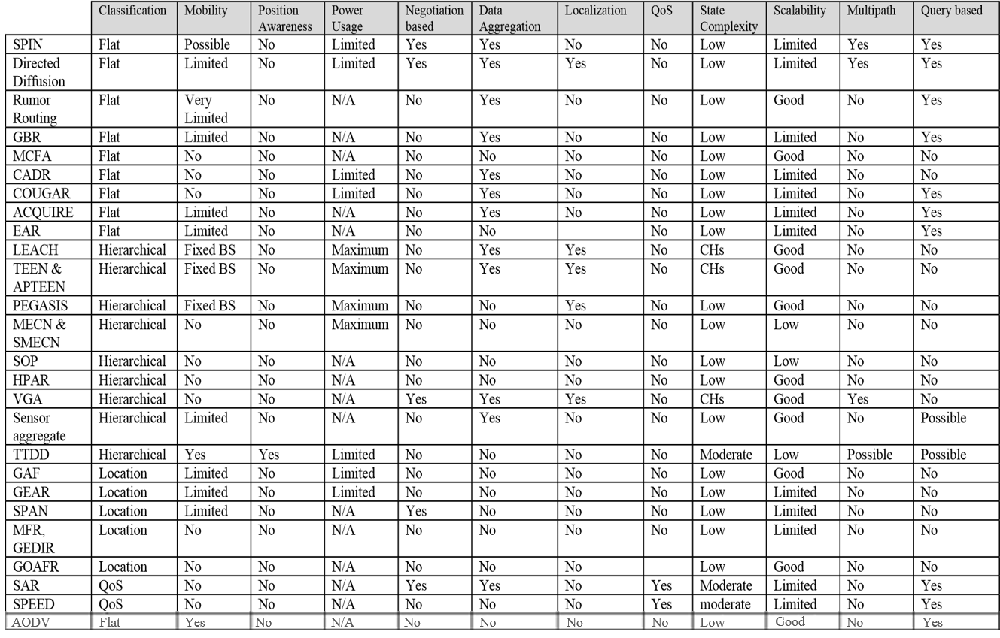 Classification Mobility Position Awareness Power Usage Negotiation based Data Aggregation Localization QoS State Complexity Scalability Multipath Query based
SPIN Flat Possible No Limited Yes Yes No No Low Limited Yes Yes
Directed Diffusion Flat Limited No Limited Yes Yes Yes No Low Limited Yes Yes
Rumor Routing Flat Very Limited No N/A No Yes No No Low Good No Yes
GBR Flat Limited No N/A No Yes No No Low Limited No Yes
MCFA Flat No No N/A No No No No Low Good No No
CADR Flat No No Limited No Yes No No Low Limited No No
COUGAR Flat No No Limited No Yes No No Low Limited No Yes
ACQUIRE Flat Limited No N/A No Yes No No Low Limited No Yes
EAR Flat Limited No N/A No No No Low Limited No Yes
LEACH Hierarchical Fixed BS No Maximum No Yes Yes No CHs Good No No
TEEN & APTEEN Hierarchical Fixed BS No Maximum No Yes Yes No CHs Good No No
PEGASIS Hierarchical Fixed BS No Maximum No No Yes No Low Good No No
MECN & SMECN Hierarchical No No Maximum No No No No Low Low No No
SOP Hierarchical No No N/A No No No No Low Low No No
HPAR Hierarchical No No N/A No No No No Low Good No No
VGA Hierarchical No No N/A Yes Yes Yes No CHs Good Yes No
Sensor aggregate Hierarchical Limited No N/A No Yes No No Low Good No Possible
TTDD Hierarchical Yes Yes Limited No No No No Moderate Low Possible Possible
GAF Location Limited No Limited No No No No Low Good No No
GEAR Location Limited No Limited No No No No Low Limited No No
SPAN Location Limited No N/A Yes No No No Low Limited No No
MFR, GEDIR Location No No N/A No No No No Low Limited No No
GOAFR Location No No N/A No No No Low Good No No
SAR QoS No No N/A Yes Yes No Yes Moderate Limited No Yes
SPEED QoS No No N/A No No No Yes moderate Limited No Yes
AODV Flat Yes No N/A No No No No Low Good No Yes